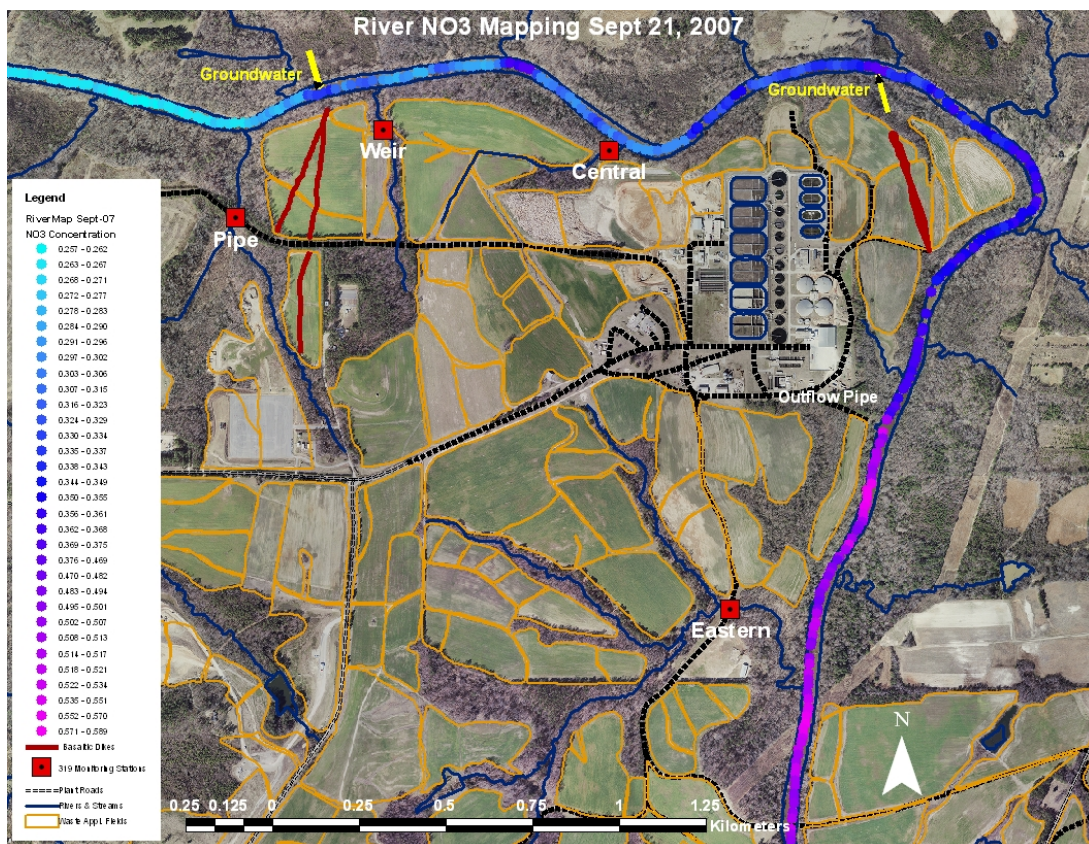 River NO3 Mapping Sept 21, 2007
Groundwater
Groundwater
Weir
Central
Pipe
Outflow Pipe
Eastern
Legend
RiverMap Sept-07
NO3 Concentration
0.257 - 0.262
0.263 - 0.267
0.268 - 0.271
0.272 - 0.277
0.278 - 0.283
0.284 - 0.290
0.291 - 0.296
0.297 - 0.302
0.303 - 0.306
0.307 - 0.315
0.316 - 0.323
0.324 - 0.329
0.330 - 0.334
0.335 - 0.337
0.338 - 0.343
0.344 - 0.349
0.350 - 0.355
0.356 - 0.361
0.362 - 0.368
0.369 - 0.375
0.376 - 0.469
0.470 - 0.482
0.483 - 0.494
0.495 - 0.501
0.502 - 0.507
0.508 - 0.513
0.514 - 0.517
0.518 - 0.521
0.522 - 0.534
0.535 - 0.551
0.552 - 0.570
0.571 - 0.589
Basaltic Dikes
319 Monitoring Stations
Plant Roads
Rivers & Streams
Waste Appl. Fields
N
0.25 0.125 0 0.25 0.5 0.75 1 1.25
Kilometers